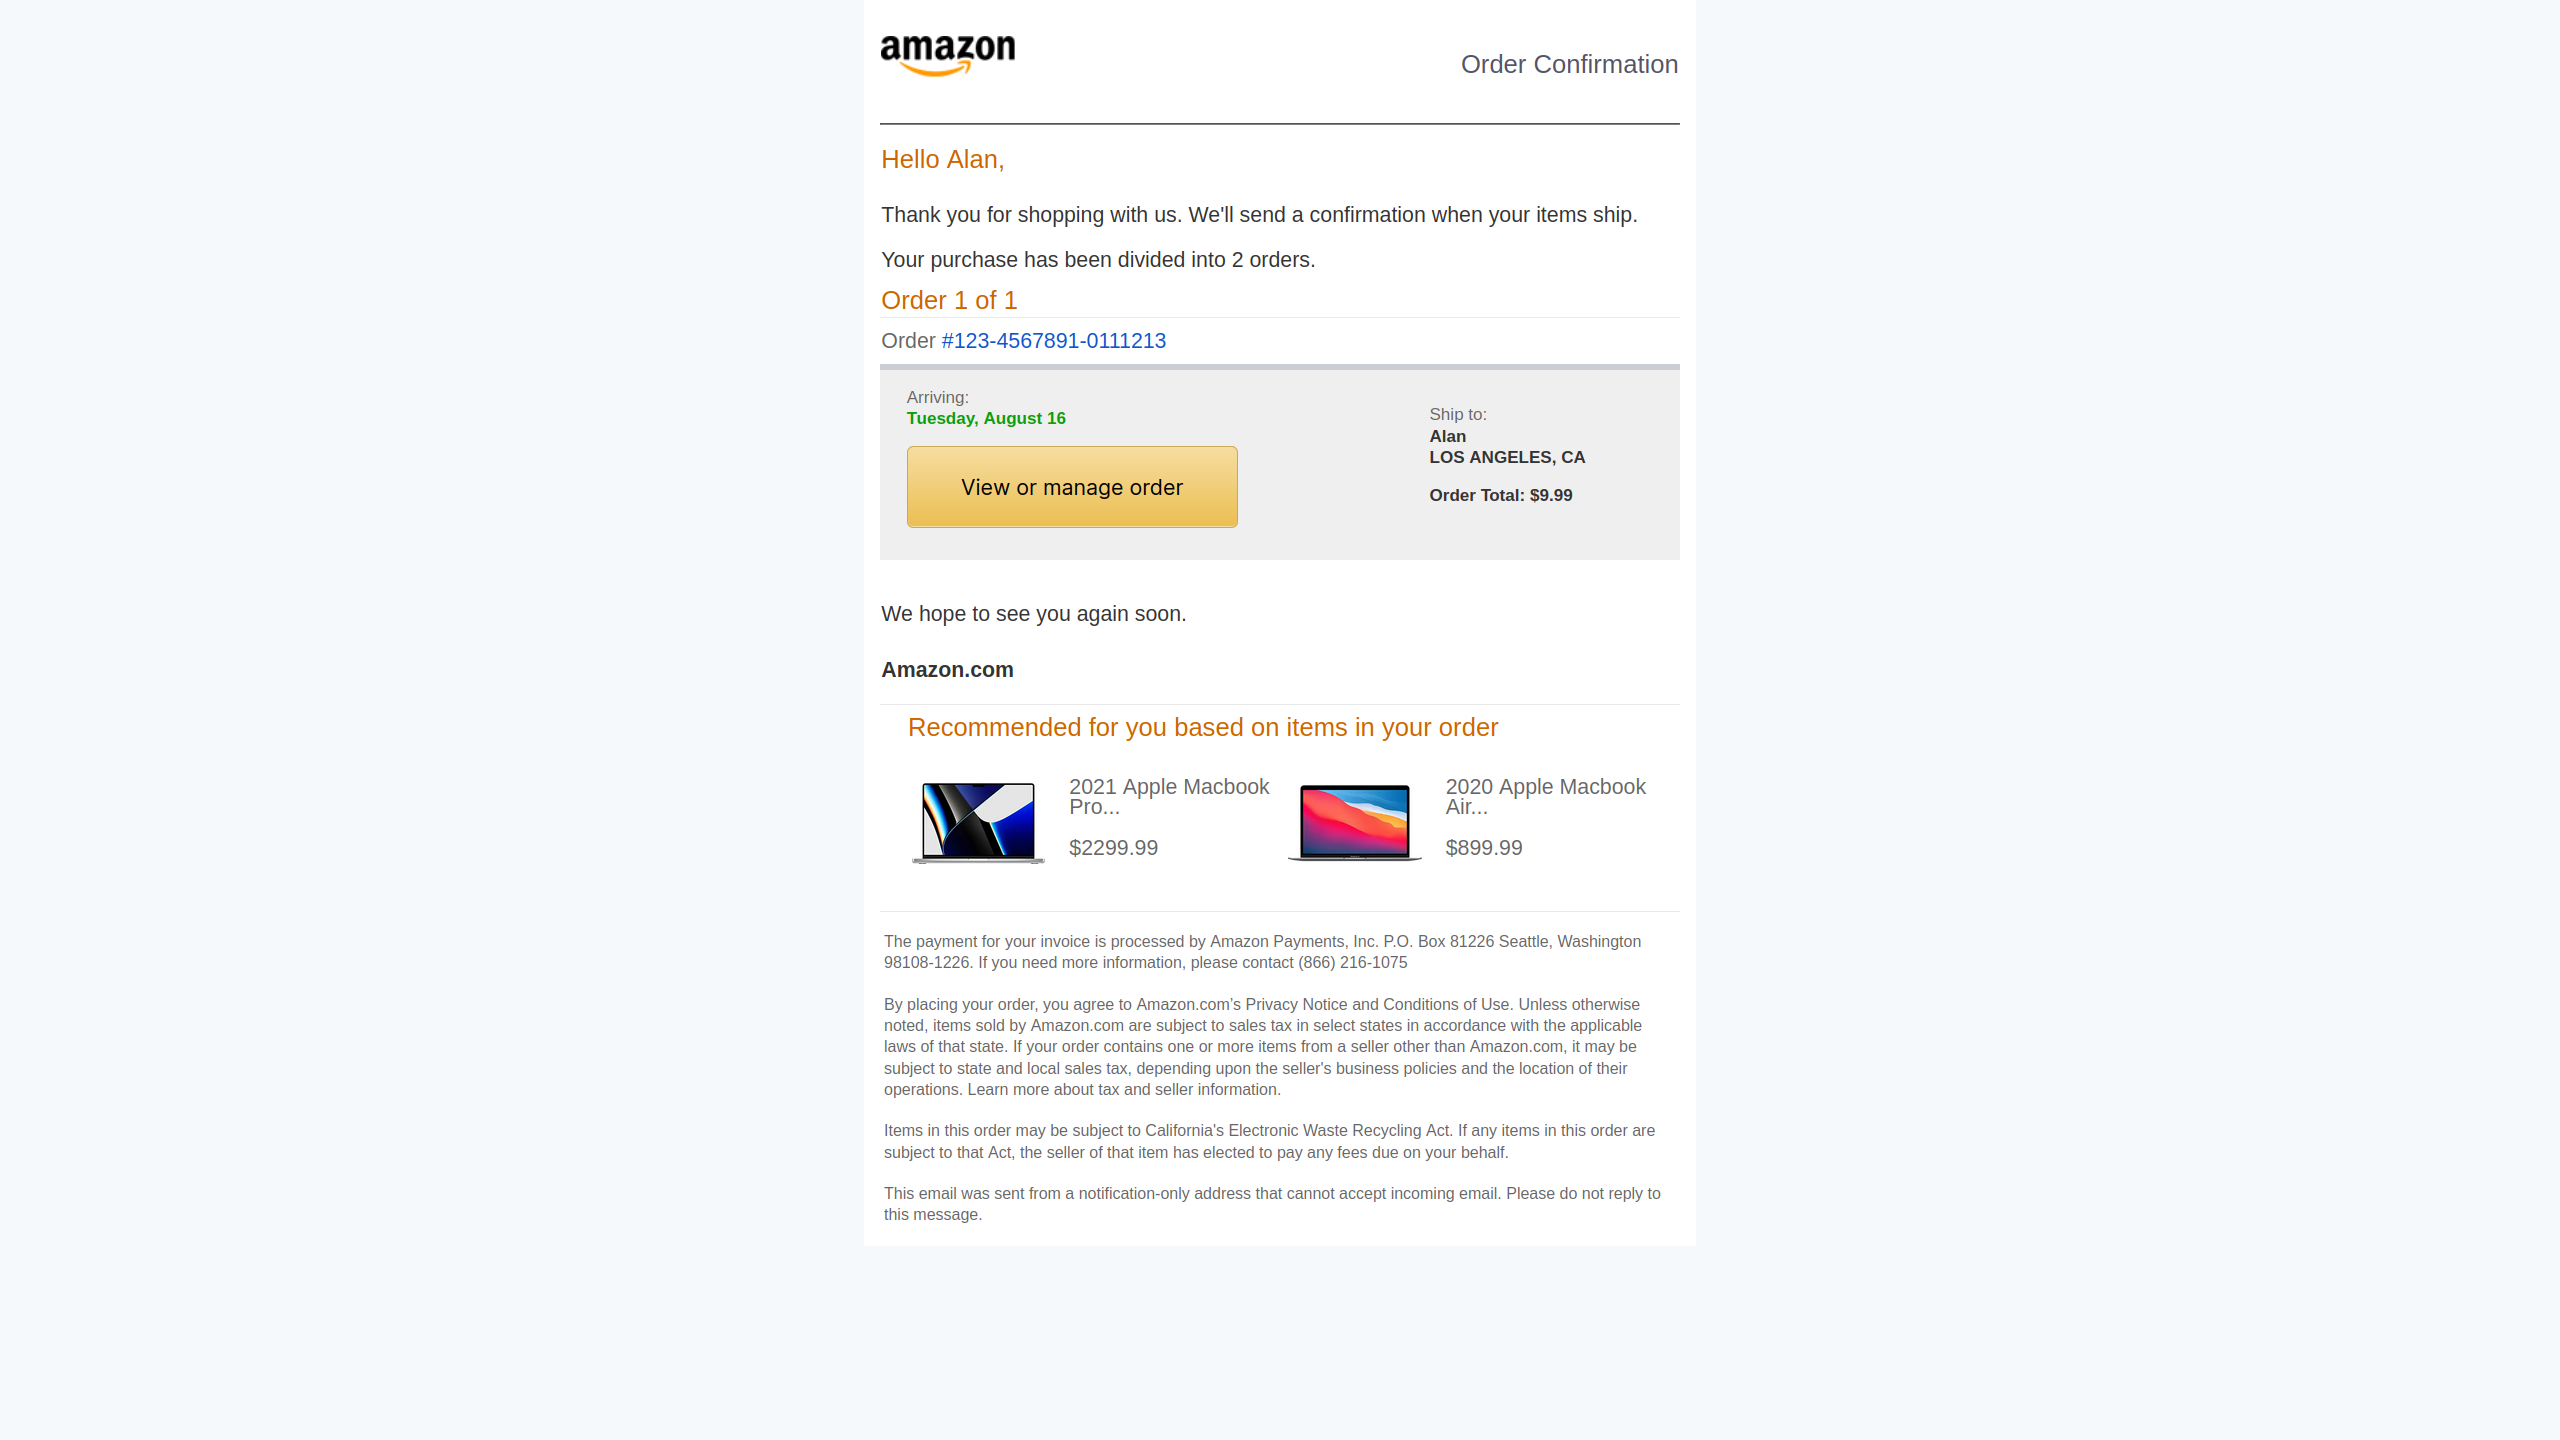 amazon
Order Confirmation
Hello Alan,
Thank you for shopping with us. We'll send a confirmation when your items ship.
Your purchase has been divided into 2 orders.
Order 1 of 1
Order #123-4567891-0111213
Arriving:
Tuesday, August 16
View or manage order
Ship to:
Alan
LOS ANGELES, CA
Order Total: $9.99
We hope to see you again soon.
Amazon.com
Recommended for you based on items in your order
2021 Apple Macbook
Pro...
$2299.99
2020 Apple Macbook
Air...
$899.99
The payment for your invoice is processed by Amazon Payments, Inc. P.O. Box 81226 Seattle, Washington
98108-1226. If you need more information, please contact (866) 216-1075
By placing your order, you agree to Amazon.com’s Privacy Notice and Conditions of Use. Unless otherwise
noted, items sold by Amazon.com are subject to sales tax in select states in accordance with the applicable
laws of that state. If your order contains one or more items from a seller other than Amazon.com, it may be
subject to state and local sales tax, depending upon the seller's business policies and the location of their
operations. Learn more about tax and seller information.
Items in this order may be subject to California's Electronic Waste Recycling Act. If any items in this order are
subject to that Act, the seller of that item has elected to pay any fees due on your behalf.
This email was sent from a notification-only address that cannot accept incoming email. Please do not reply to
this message.